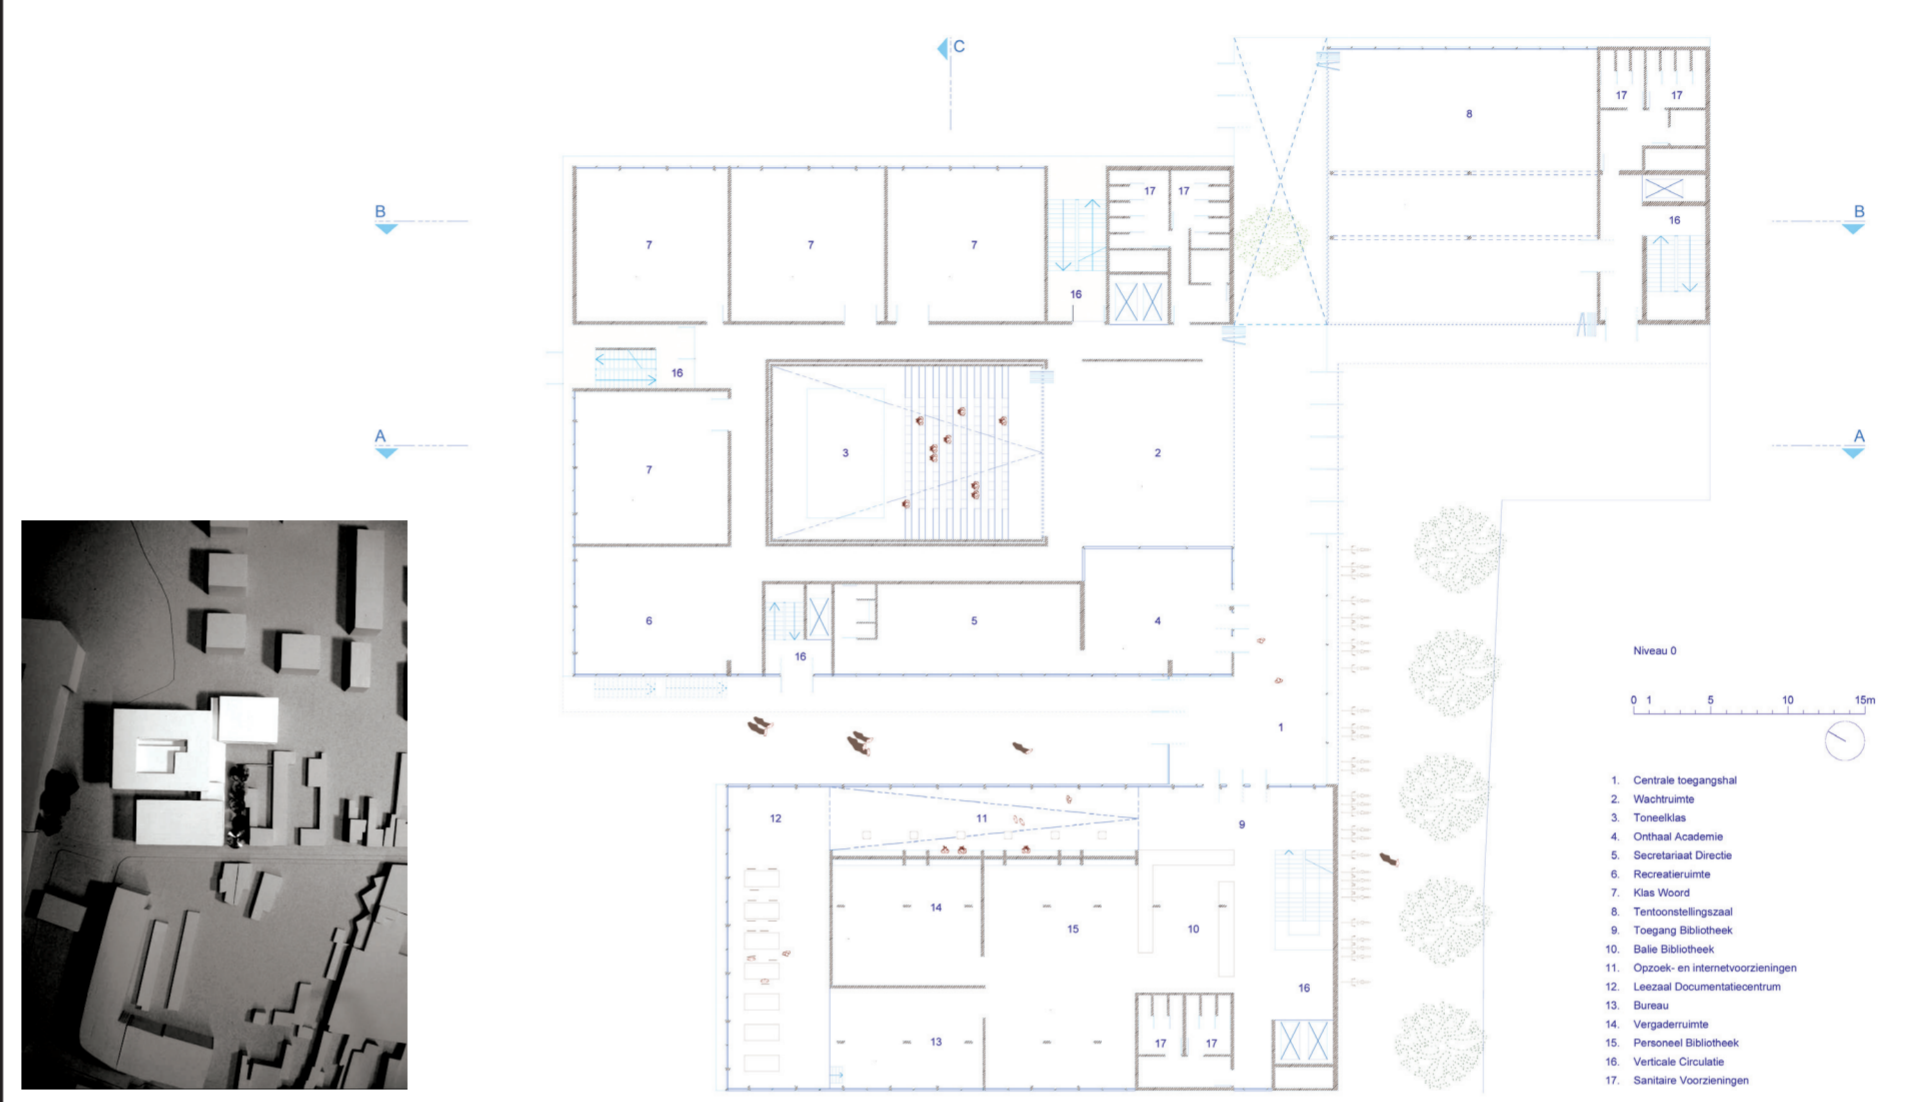 C
8
17
17
B
7
7
7
17
17
16
16
B
16
A
7
3
2
A
6
5
4
16
1
12
11
9
14
15
10
13
17
17
16
Niveau 0
0 1 5 10 15m
1. Centrale toegangshal
2. Wachtruimte
3. Toneelklas
4. Onthaal Academie
5. Secretariaat Directie
6. Recreatieruimte
7. Klas Woord
8. Tentoonstellingszaal
9. Toegang Bibliotheek
10. Balie Bibliotheek
11. Opzoek- en internetvoorzieningen
12. Leezaal Documentatiecentrum
13. Bureau
14. Vergaderruimte
15. Personeel Bibliotheek
16. Verticale Circulatie
17. Sanitaire Voorzieningen